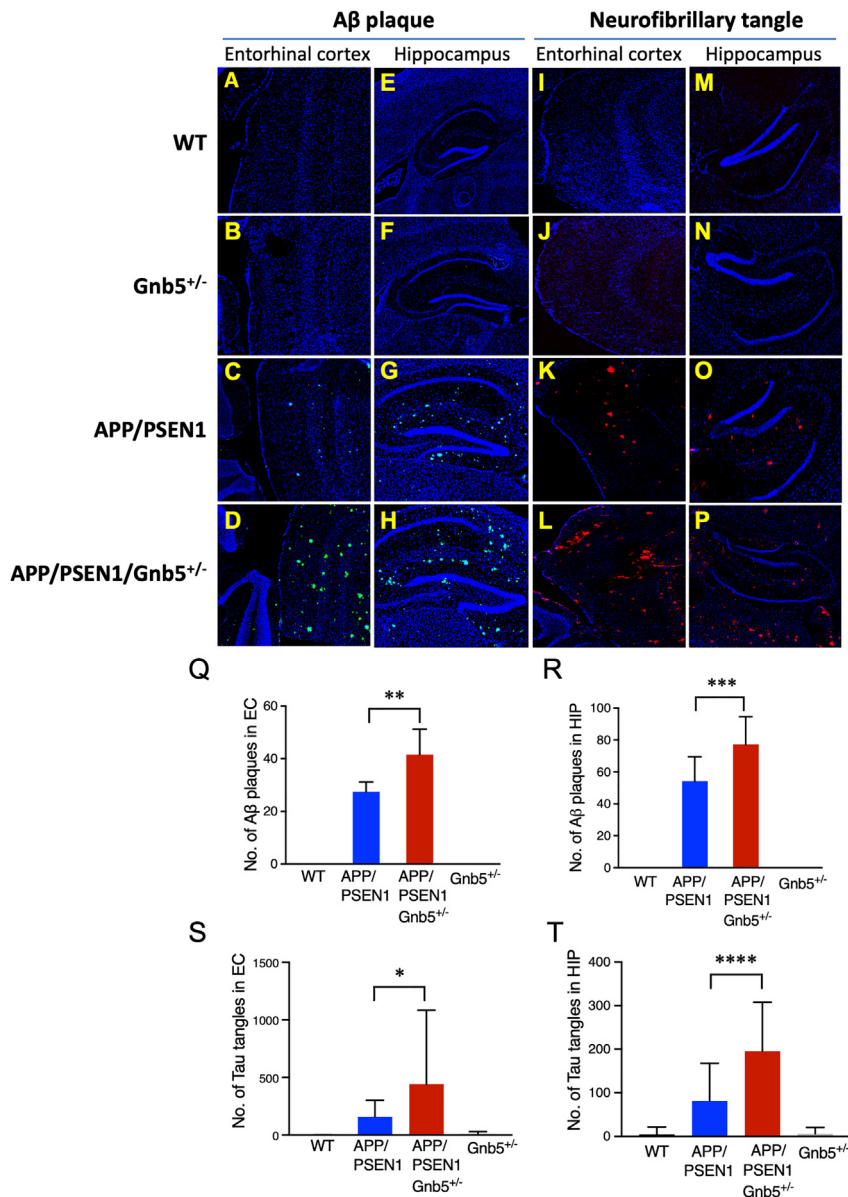 Aβ plaque Neurofibrillary tangle
Entorhinal cortex Hippocampus Entorhinal cortex Hippocampus
A E I M
WT
B F J N
Gnb5+/-
C G K O
APP/PSEN1
D H L P
APP/PSEN1/Gnb5+/-
Q
**
No. of Aβ plaques in EC
60
40
20
0
WT APP/ APP/ Gnb5+/-
PSEN1 PSEN1
Gnb5+/-
R
***
No. of Aβ plaques in HIP
100
80
60
40
20
0
WT APP/ APP/ Gnb5+/-
PSEN1 PSEN1
Gnb5+/-
S
*
No. of Tau tangles in EC
1500
1000
500
0
WT APP/ APP/ Gnb5+/-
PSEN1 PSEN1
Gnb5+/-
T
****
No. of Tau tangles in HIP
400
300
200
100
0
WT APP/ APP/ Gnb5+/-
PSEN1 PSEN1
Gnb5+/-